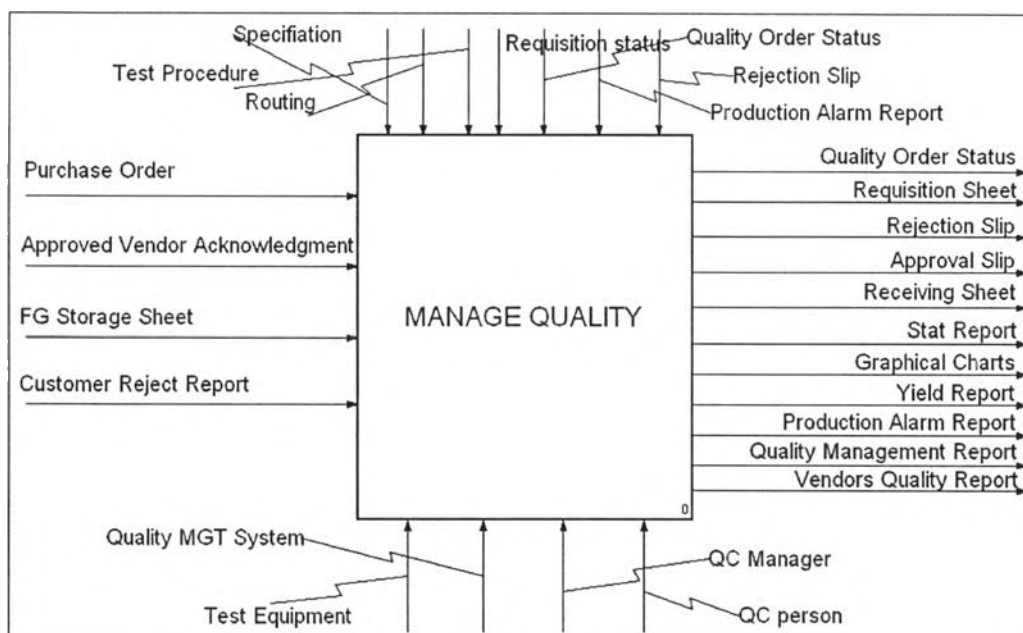 Specifiation
Requisition status
Quality Order Status
Test Procedure
Rejection Slip
Routing
Production Alarm Report
Purchase Order
Approved Vendor Acknowledgment
FG Storage Sheet
Customer Reject Report
MANAGE QUALITY
0
Quality Order Status
Requisition Sheet
Rejection Slip
Approval Slip
Receiving Sheet
Stat Report
Graphical Charts
Yield Report
Production Alarm Report
Quality Management Report
Vendors Quality Report
Quality MGT System
Test Equipment
QC Manager
QC person